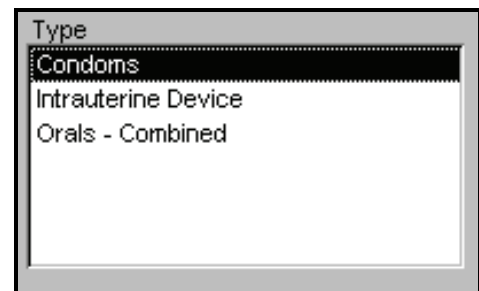 Type
Condoms
Intrauterine Device
Orals - Combined